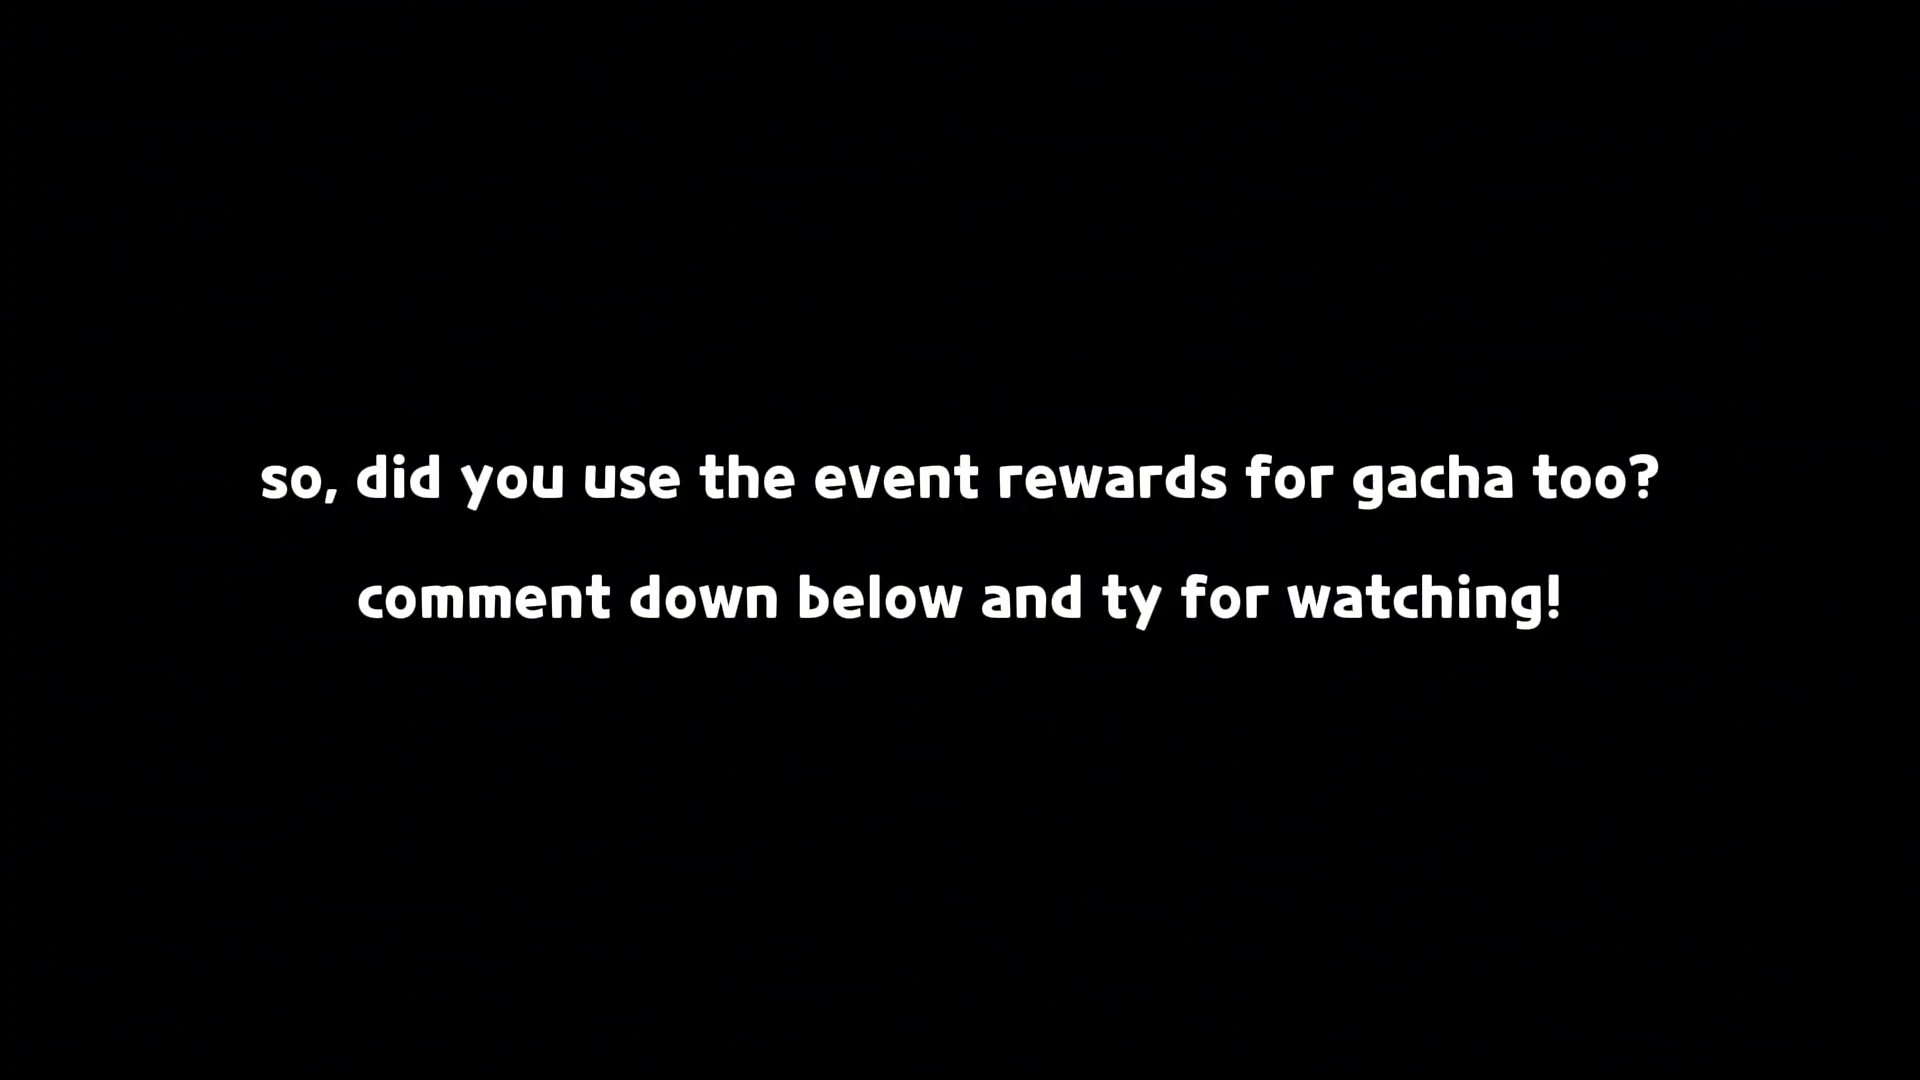 so, did you use the event rewards for gacha too?
comment down below and ty for watching!